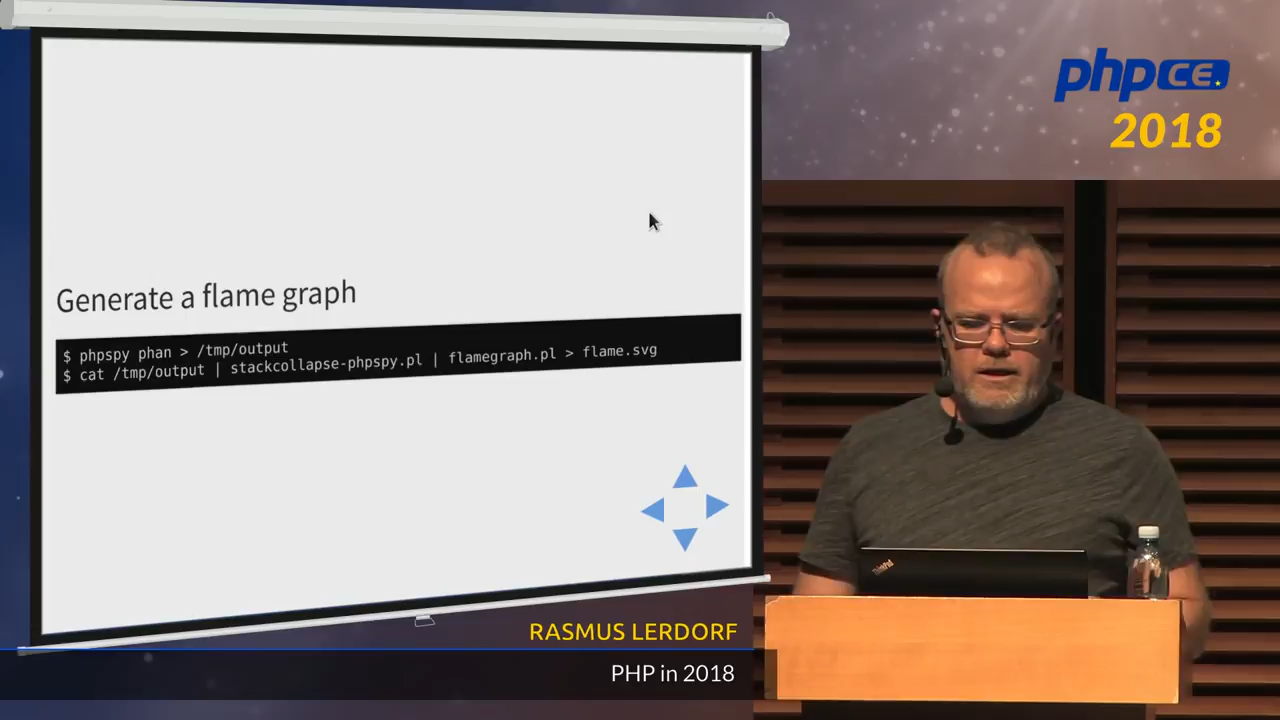 phpCE
2018
Generate a flame graph
$ phpspy phan > /tmp/output
$ cat /tmp/output | stackcollapse-phpspy.pl | flamegraph.pl > flame.svg
ThinkPad
RASMUS LERDORF
PHP in 2018